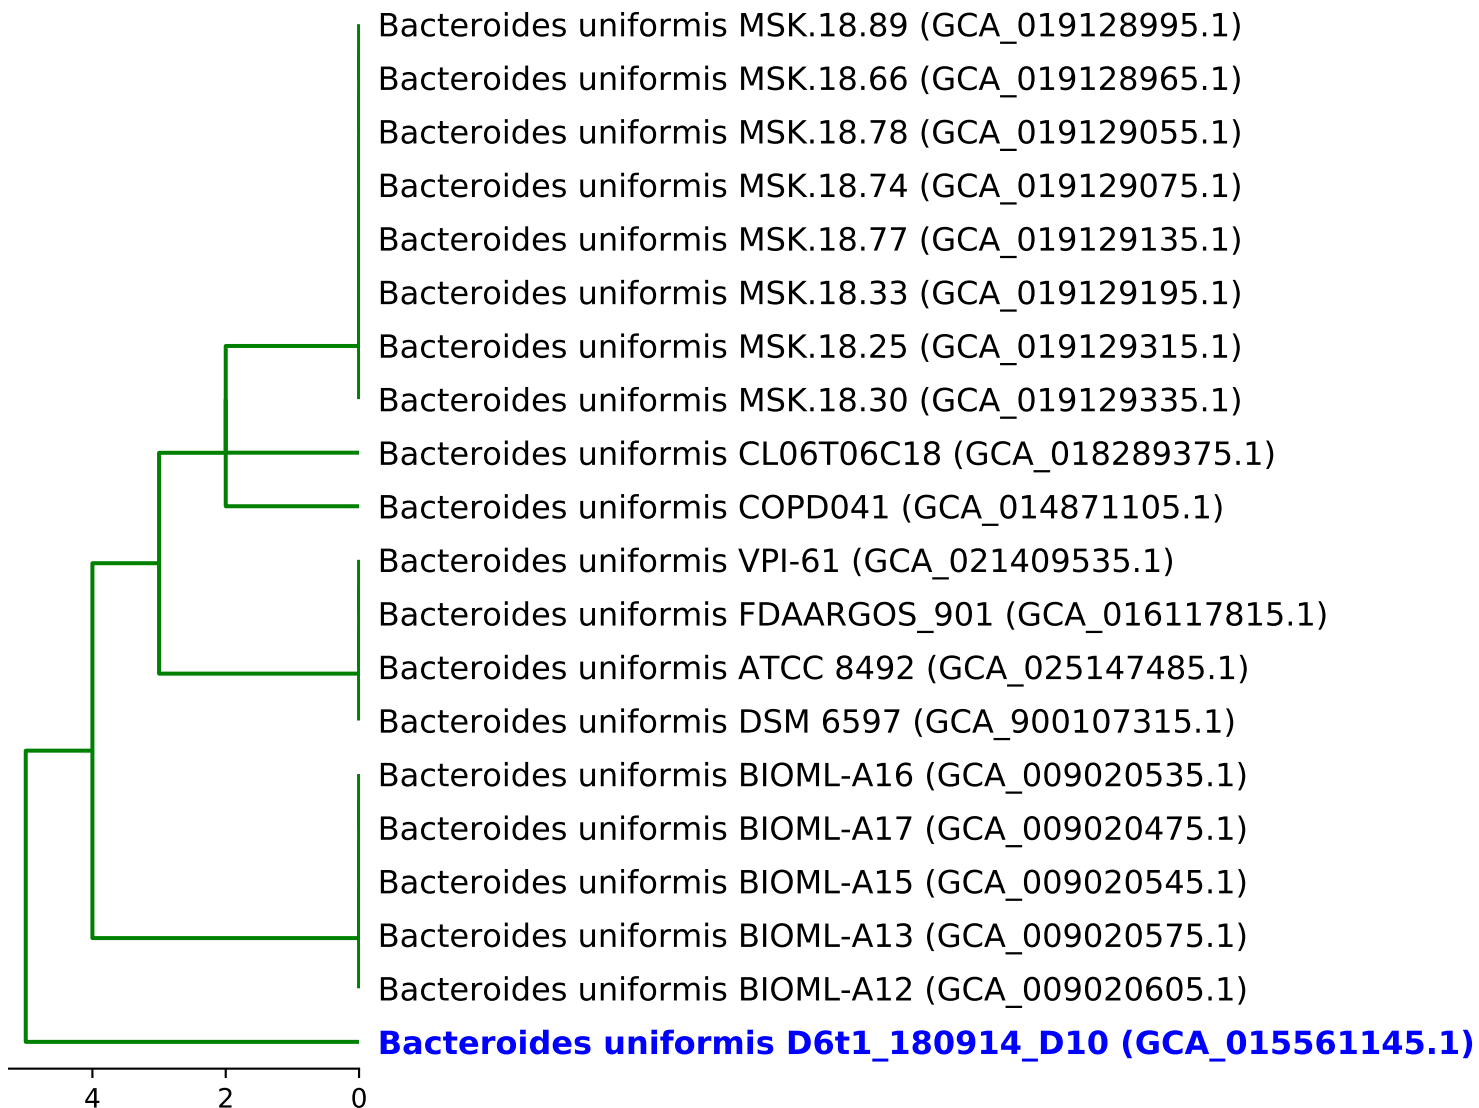 Bacteroides uniformis MSK.18.89 (GCA_019128995.1)
Bacteroides uniformis MSK.18.66 (GCA_019128965.1)
Bacteroides uniformis MSK.18.78 (GCA_019129055.1)
Bacteroides uniformis MSK.18.74 (GCA_019129075.1)
Bacteroides uniformis MSK.18.77 (GCA_019129135.1)
Bacteroides uniformis MSK.18.33 (GCA_019129195.1)
Bacteroides uniformis MSK.18.25 (GCA_019129315.1)
Bacteroides uniformis MSK.18.30 (GCA_019129335.1)
Bacteroides uniformis CL06T06C18 (GCA_018289375.1)
Bacteroides uniformis COPD041 (GCA_014871105.1)
Bacteroides uniformis VPI-61 (GCA_021409535.1)
Bacteroides uniformis FDAARGOS_901 (GCA_016117815.1)
Bacteroides uniformis ATCC 8492 (GCA_025147485.1)
Bacteroides uniformis DSM 6597 (GCA_900107315.1)
Bacteroides uniformis BIOML-A16 (GCA_009020535.1)
Bacteroides uniformis BIOML-A17 (GCA_009020475.1)
Bacteroides uniformis BIOML-A15 (GCA_009020545.1)
Bacteroides uniformis BIOML-A13 (GCA_009020575.1)
Bacteroides uniformis BIOML-A12 (GCA_009020605.1)
Bacteroides uniformis D6t1_180914_D10 (GCA_015561145.1)
4 2 0